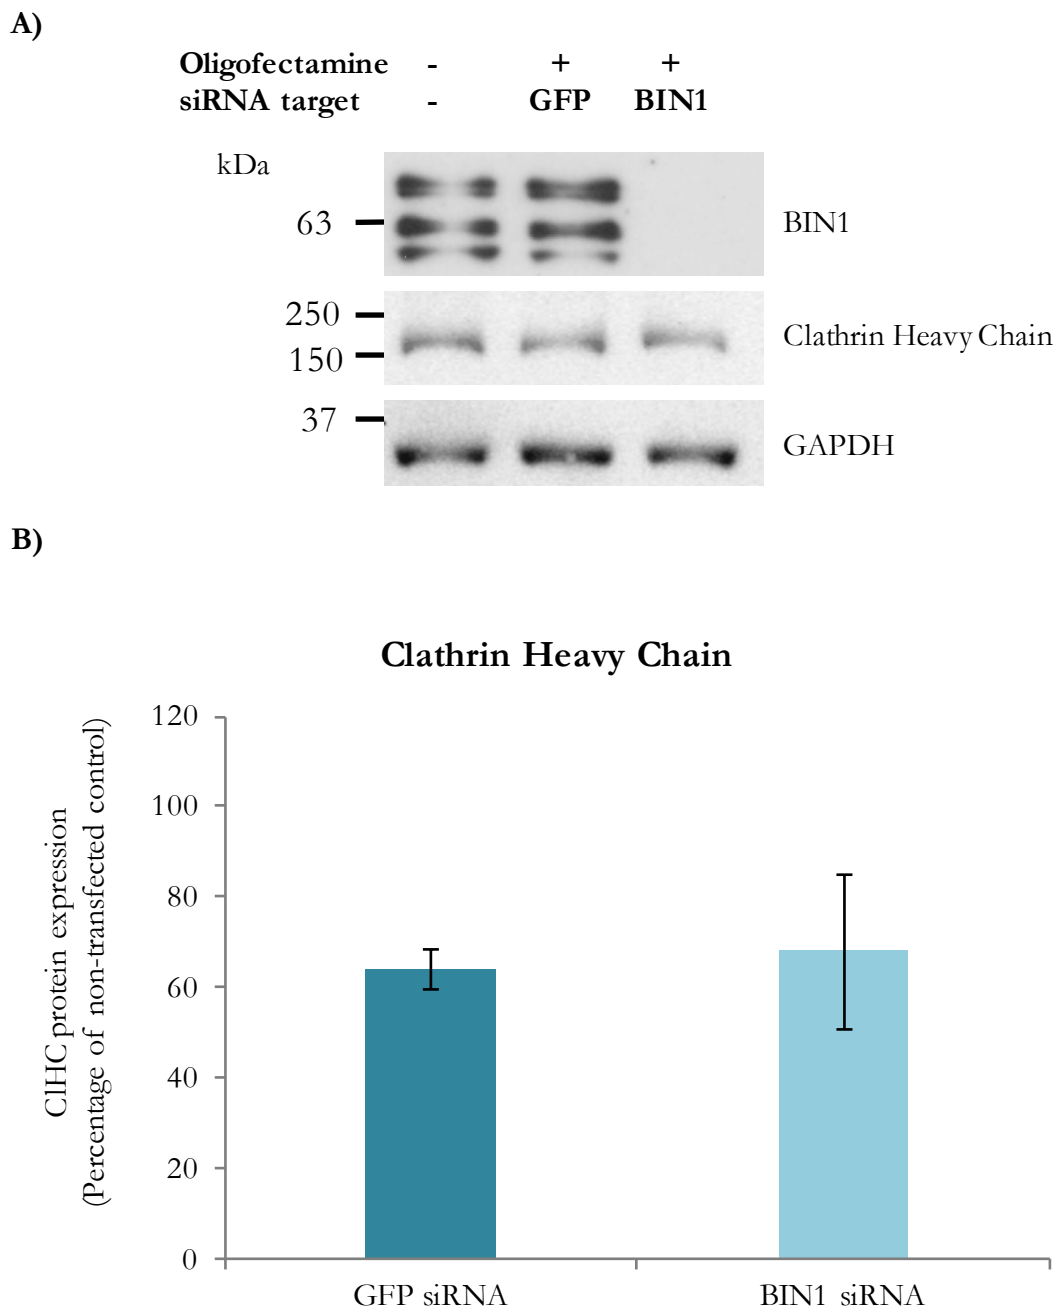 A)
Oligofectamine - + +
siRNA target - GFP BIN1
kDa
63
BIN1
250
150
Clathrin Heavy Chain
37
GAPDH
B)
Clathrin Heavy Chain
ClHC protein expression
(Percentage of non-transfected control)
120
100
80
60
40
20
0
GFP siRNA
BIN1 siRNA